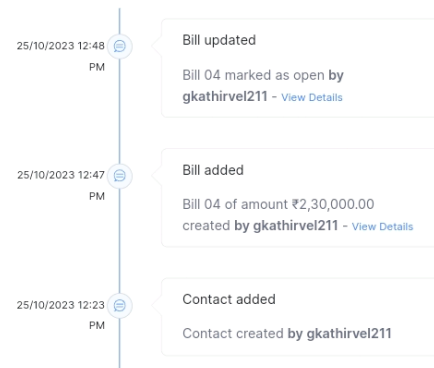 25/10/2023 12:48
PM
Bill updated
Bill 04 marked as open by
gkathirvel211 - View Details
25/10/2023 12:47
PM
Bill added
Bill 04 of amount ₹2,30,000.00
created by gkathirvel211 - View Details
25/10/2023 12:23
PM
Contact added
Contact created by gkathirvel211